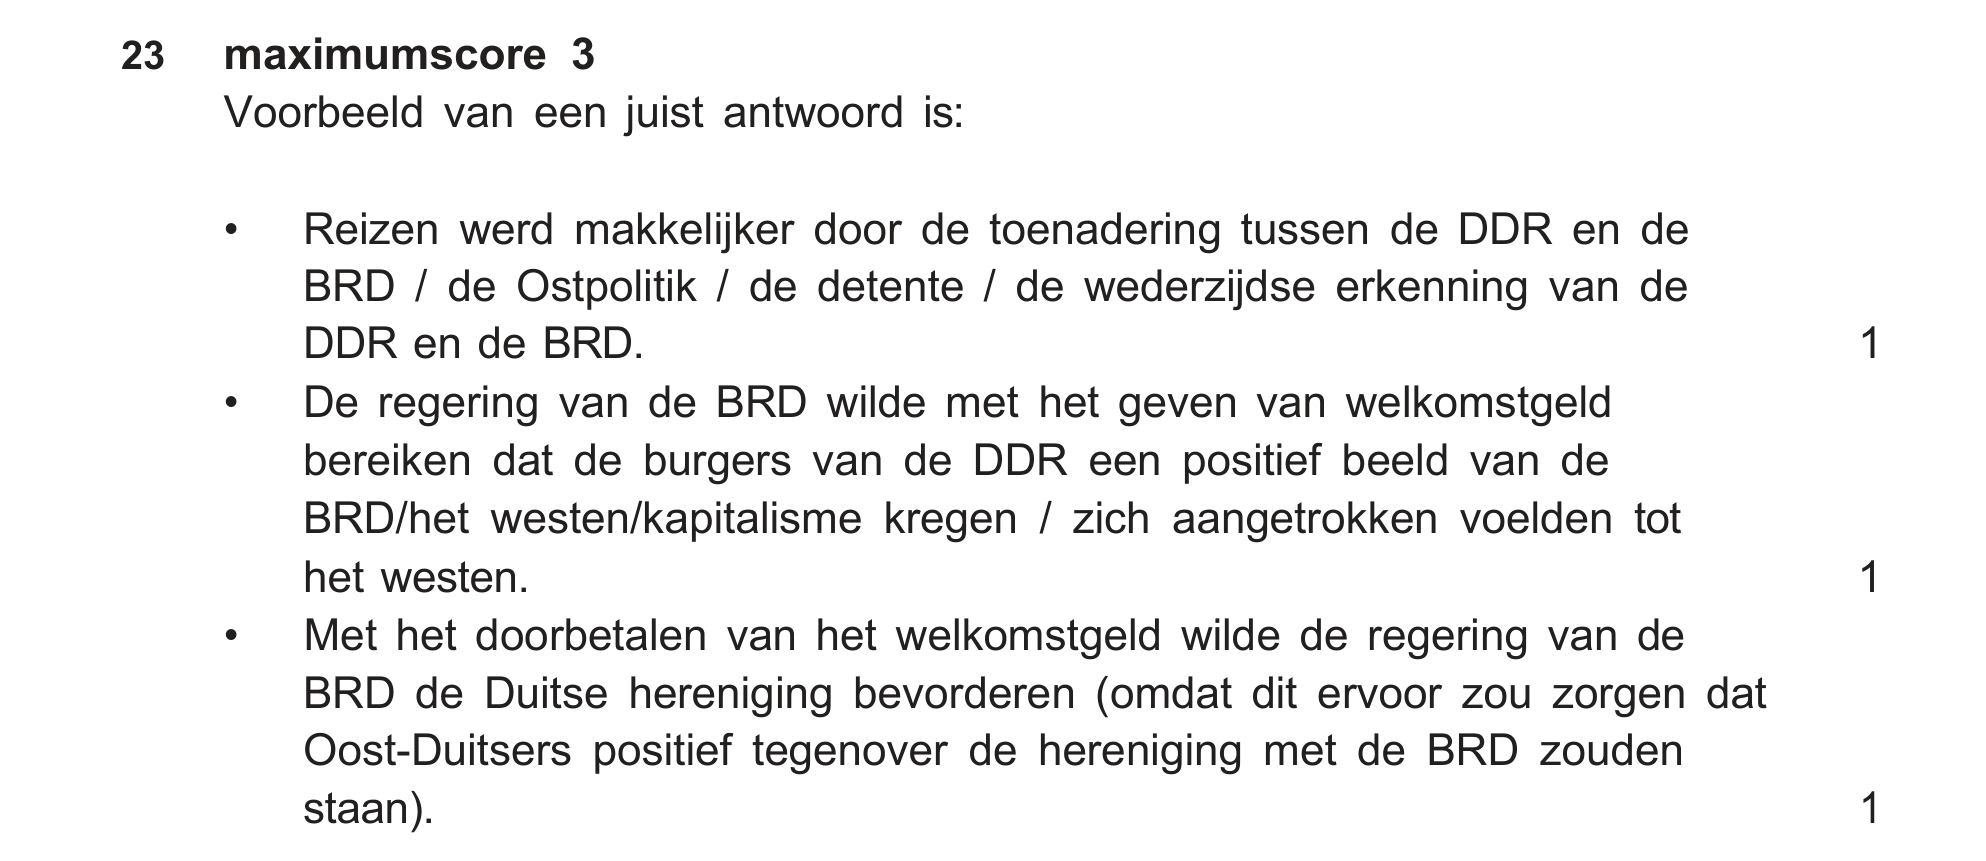 23 maximumscore 3
Voorbeeld van een juist antwoord is:
• Reizen werd makkelijker door de toenadering tussen de DDR en de
BRD / de Ostpolitik / de detente / de wederzijdse erkenning van de
DDR en de BRD. 1
• De regering van de BRD wilde met het geven van welkomstgeld
bereiken dat de burgers van de DDR een positief beeld van de
BRD/het westen/kapitalisme kregen / zich aangetrokken voelden tot
het westen. 1
• Met het doorbetalen van het welkomstgeld wilde de regering van de
BRD de Duitse hereniging bevorderen (omdat dit ervoor zou zorgen dat
Oost-Duitsers positief tegenover de hereniging met de BRD zouden
staan). 1